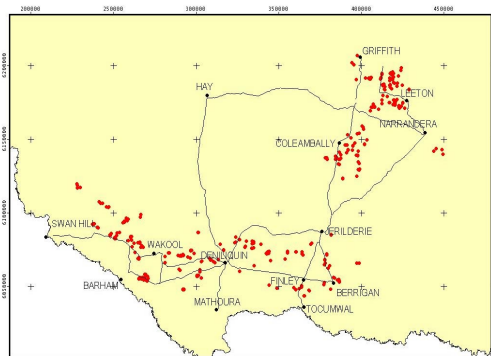 200000 250000 300000 350000 400000 450000
6200000
GRIFFITH
HAY
LEETON
NARRANDERA
6150000
COLEAMBALLY
6100000
SWAN HILL
JERILDERIE
WAKOOL
DENILIQUIN
6050000
BARHAM
FINLEY
BERRIGAN
MATHOURA
TOCUMWAL